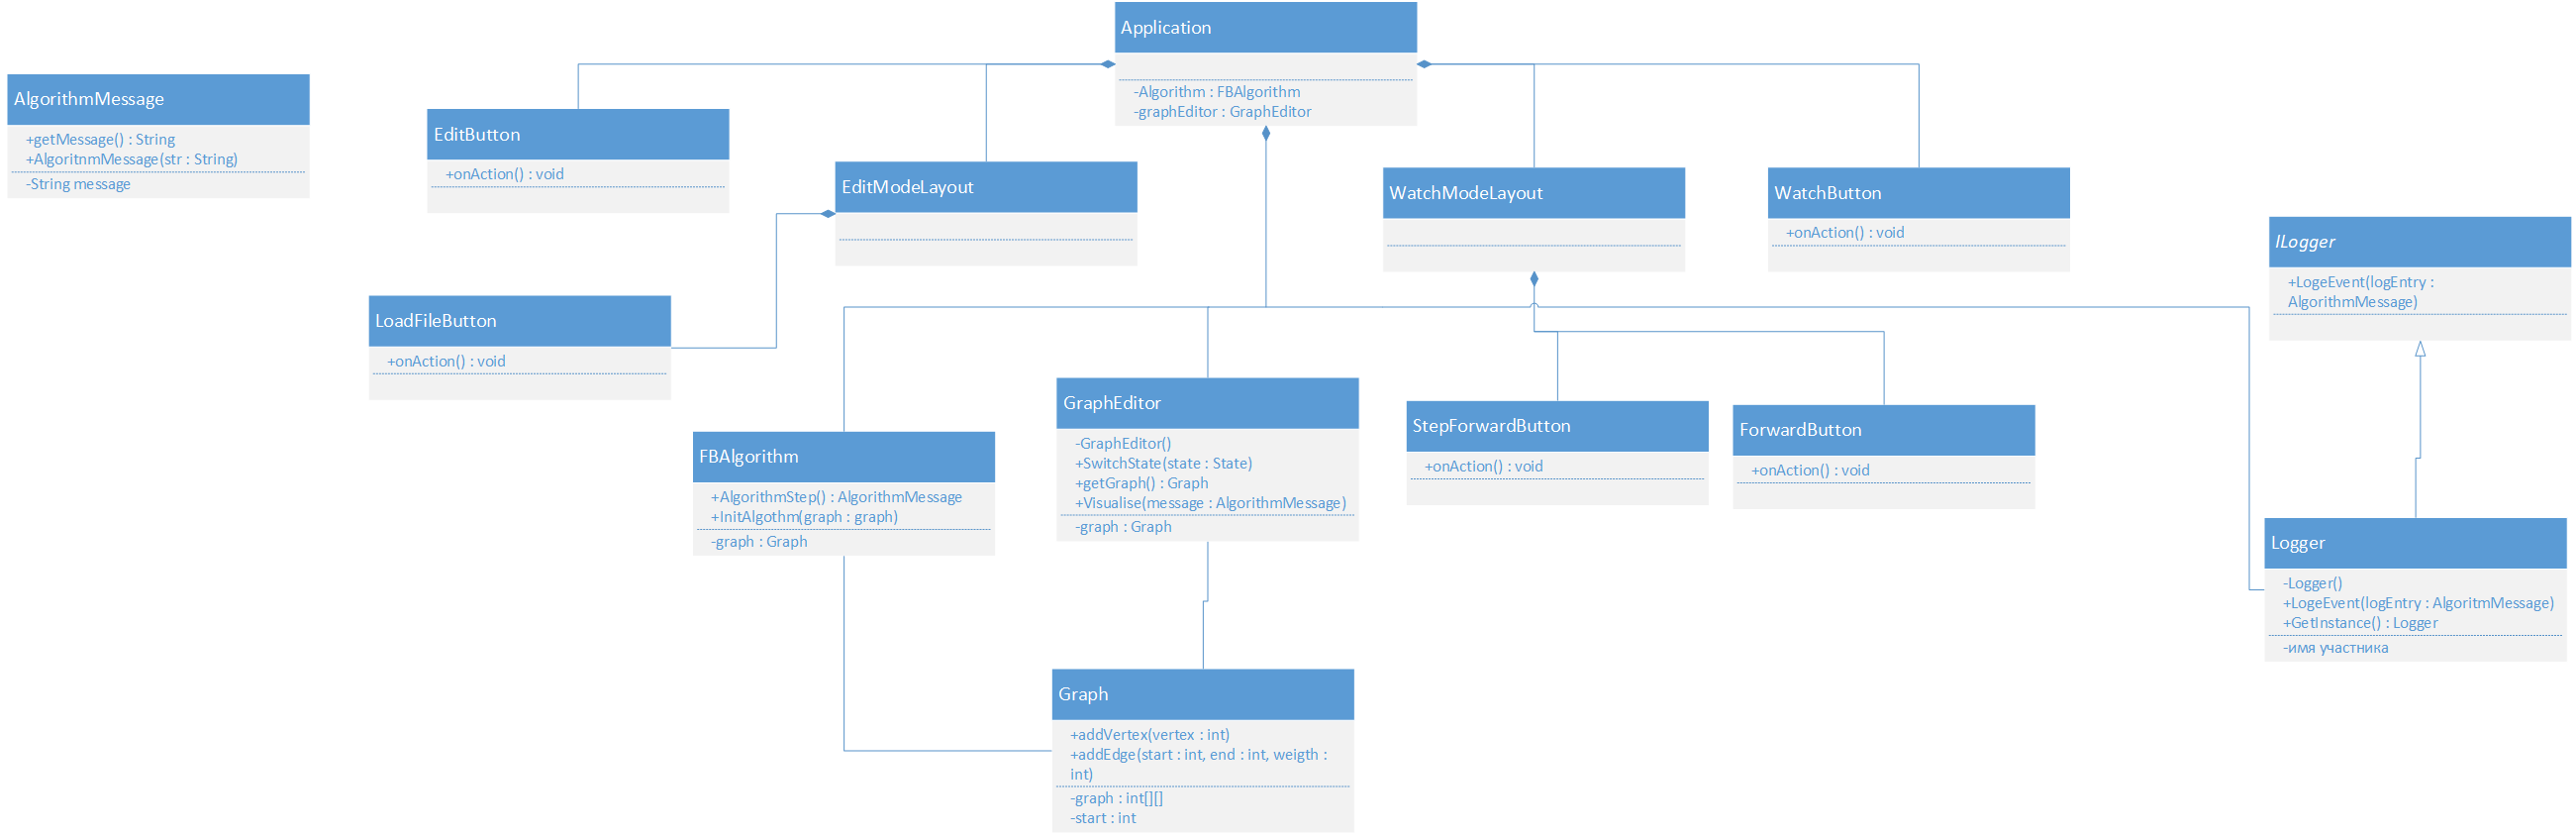 Application
-Algorithm : FBAlgorithm
-graphEditor : GraphEditor
AlgorithmMessage
+getMessage() : String
+AlgoritnmMessage(str : String)
-String message
EditButton
+onAction() : void
EditModeLayout
WatchModeLayout
WatchButton
+onAction() : void
ILogger
+LogeEvent(logEntry :
AlgorithmMessage)
LoadFileButton
+onAction() : void
GraphEditor
-GraphEditor()
+SwitchState(state : State)
+getGraph() : Graph
+Visualise(message : AlgorithmMessage)
-graph : Graph
StepForwardButton
+onAction() : void
ForwardButton
+onAction() : void
FBAlgorithm
+AlgorithmStep() : AlgorithmMessage
+InitAlgothm(graph : graph)
-graph : Graph
Logger
-Logger()
+LogeEvent(logEntry : AlgoritmMessage)
+GetInstance() : Logger
-имя участника
Graph
+addVertex(vertex : int)
+addEdge(start : int, end : int, weigth :
int)
-graph : int[][]
-start : int